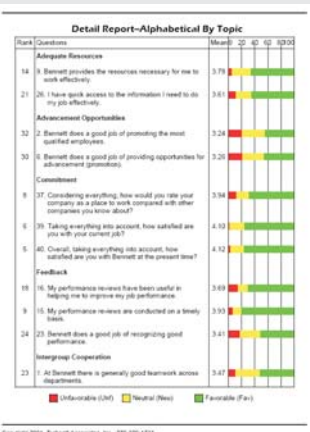 Detail Report–Alphabetical By Topic
Rank Questions Mean 0 20 40 60 80 100
Adequate Resources
14 9. Bennett provides the resources necessary for me to 3.79
work effectively.
21 26. I have quick access to the information I need to do 3.61
my job effectively.
Advancement Opportunities
32 2. Bennett does a good job of promoting the most 3.24
qualified employees.
30 8. Bennett does a good job of providing opportunities for 3.26
advancement (promotion).
Commitment
37. Considering everything, how would you rate your 3.94
company as a place to work compared with other
companies you know about?
39. Taking everything into account, how satisfied are 4.10
you with your current job?
5 40. Overall, taking everything into account, how 4.12
satisfied are you with Bennett at the present time?
Feedback
18 16. My performance reviews have been useful in 3.69
helping me to improve my job performance.
9 15. My performance reviews are conducted on a timely 3.93
basis.
24 23. Bennett does a good job of recognizing good 3.41
performance.
Intergroup Cooperation
23 1. At Bennett there is generally good teamwork across 3.47
departments.
Unfavorable (Unf) Neutral (Neu) Favorable (Fav)